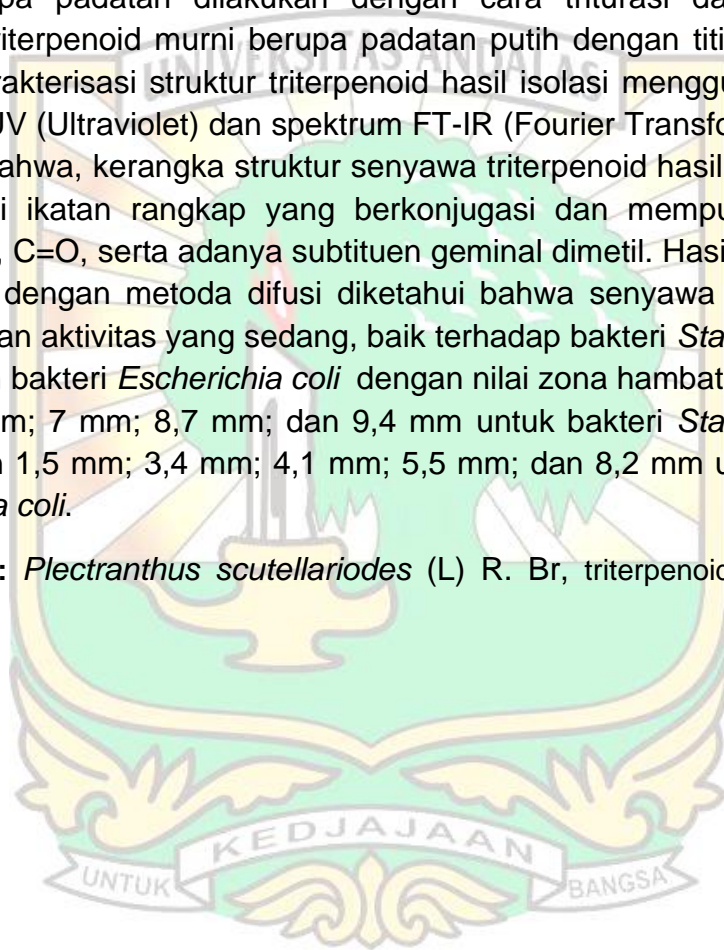 pa padatan dilakukan dengan cara triturasi da
riterpenoid murni berupa padatan putih dengan titi
rakterisasi struktur triterpenoid hasil isolasi menggu
UV (Ultraviolet) dan spektrum FT-IR (Fourier Transfo
ahwa, kerangka struktur senyawa triterpenoid hasil
i ikatan rangkap yang berkonjugasi dan mempu
, C=O, serta adanya subtituen geminal dimetil. Hasi
dengan metoda difusi diketahui bahwa senyawa
an aktivitas yang sedang, baik terhadap bakteri Sta
bakteri Escherichia coli dengan nilai zona hambat
m; 7 mm; 8,7 mm; dan 9,4 mm untuk bakteri Sta
n 1,5 mm; 3,4 mm; 4,1 mm; 5,5 mm; dan 8,2 mm u
a coli.
: Plectranthus scutellariodes (L) R. Br, triterpenoid
UNIVERSITAS ANDALAS
UNTUK KEDJAJAAN BANGSA